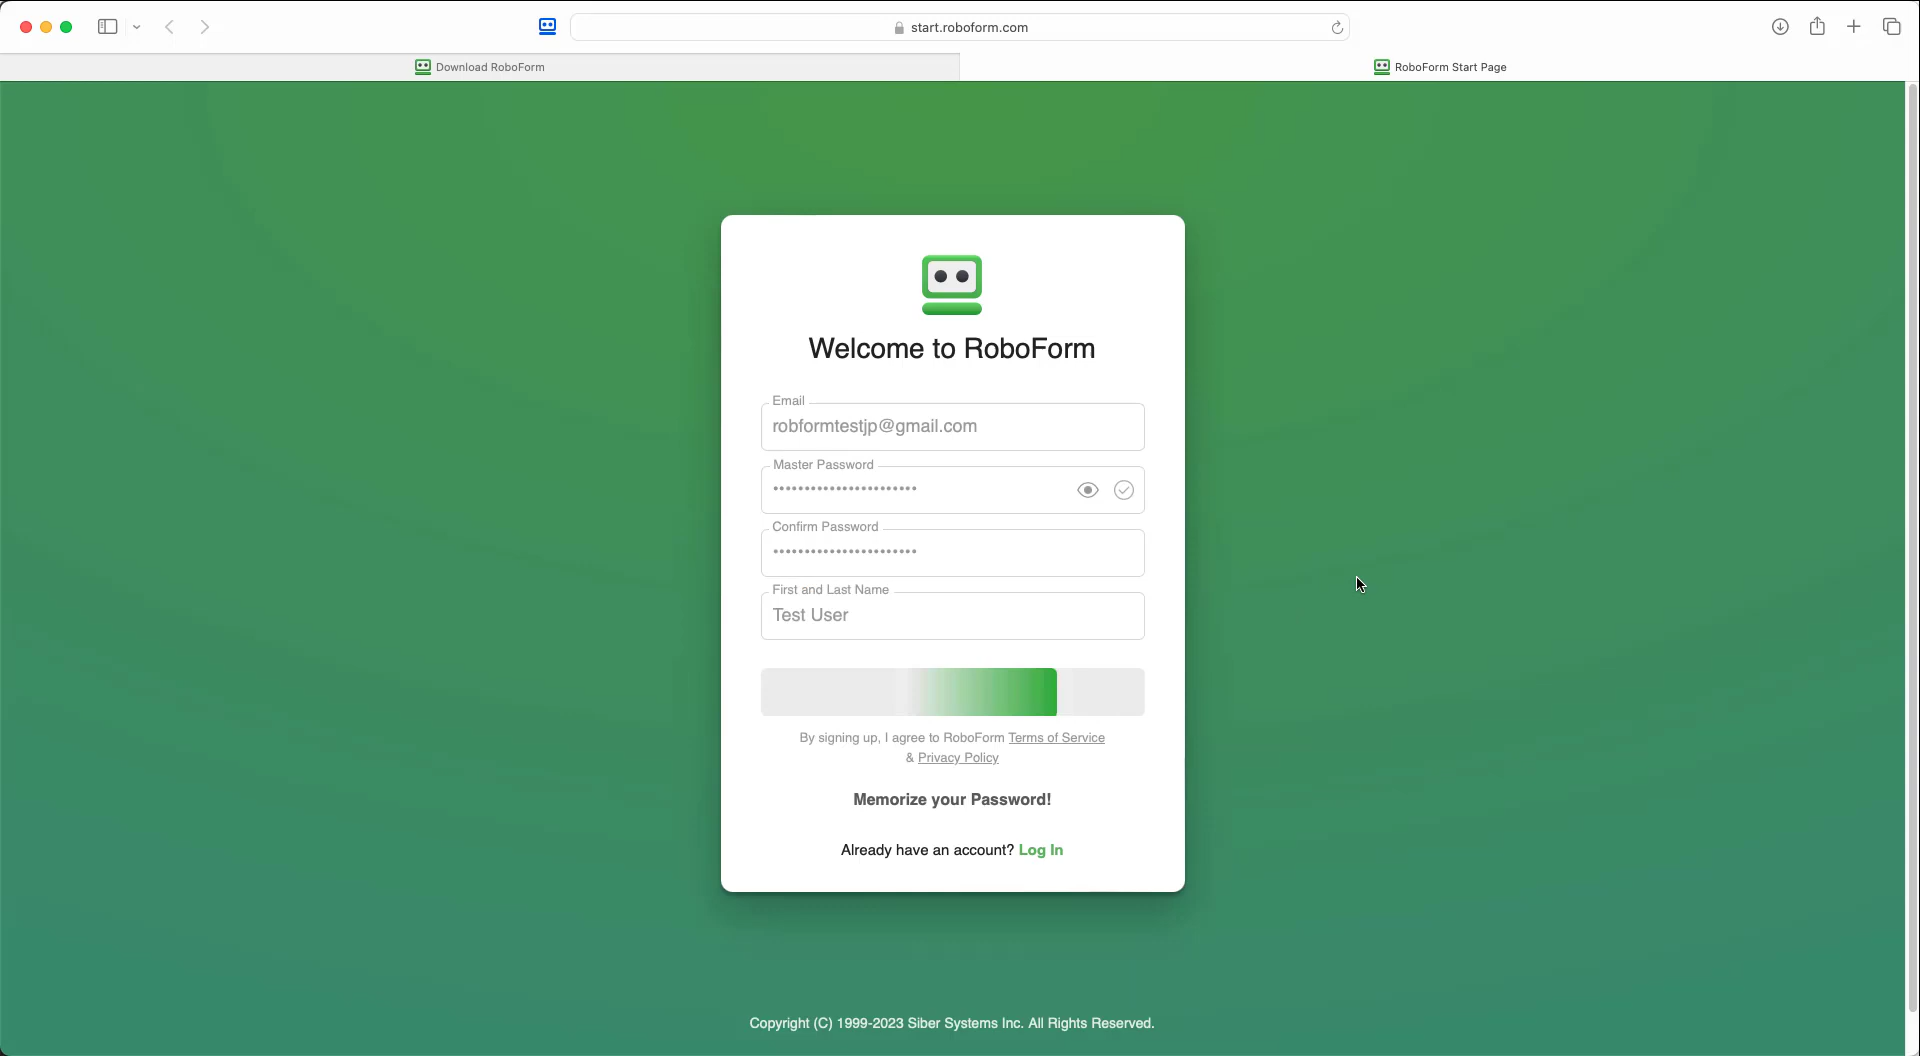 start.roboform.com
Download RoboForm
RoboForm Start Page
Welcome to RoboForm
Email
robformtestjp@gmail.com
Master Password
•••••••••••••••••••••••
Confirm Password
•••••••••••••••••••••••
First and Last Name
Test User
By signing up, I agree to RoboForm Terms of Service
& Privacy Policy
Memorize your Password!
Already have an account? Log In
Copyright (C) 1999-2023 Siber Systems Inc. All Rights Reserved.